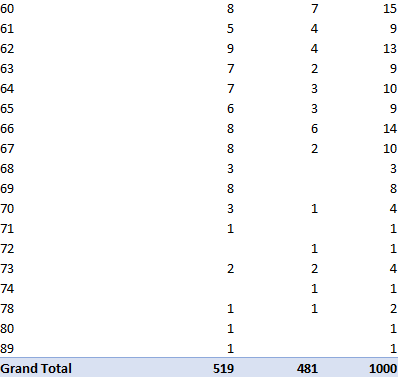 60 8 7 15
61 5 4 9
62 9 4 13
63 7 2 9
64 7 3 10
65 6 3 9
66 8 6 14
67 8 2 10
68 3 3
69 8 8
70 3 1 4
71 1 1
72 1 1
73 2 2 4
74 1 1
78 1 1 2
80 1 1
89 1 1
Grand Total 519 481 1000